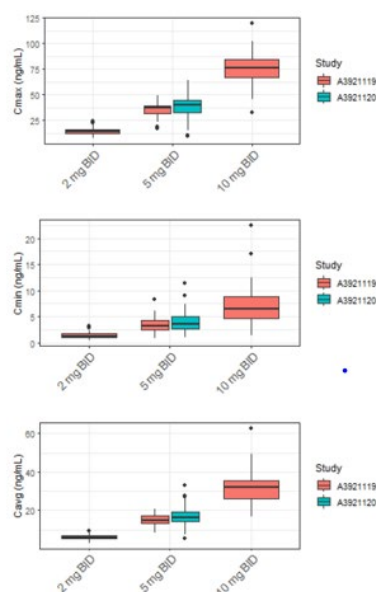 125
100
75
50
25
Cmax (ng/mL)
2 mg BID
5 mg BID
10 mg BID
Study
A3921119
A3921120
20
15
10
5
0
Cmin (ng/mL)
2 mg BID
5 mg BID
10 mg BID
Study
A3921119
A3921120
60
40
20
Cavg (ng/mL)
2 mg BID
5 mg BID
10 mg BID
Study
A3921119
A3921120